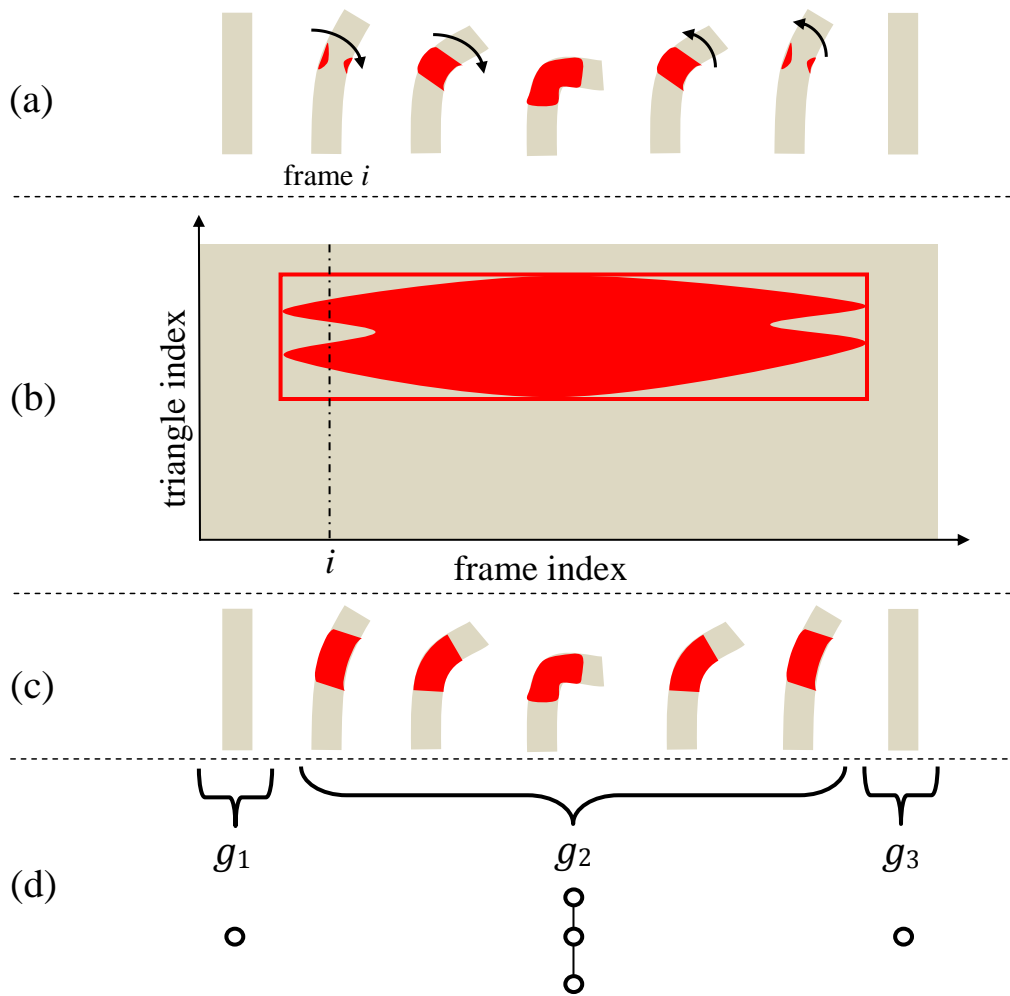 (a)
frame i
(b)
triangle index
i
frame index
(c)
g1 g2 g3
(d)